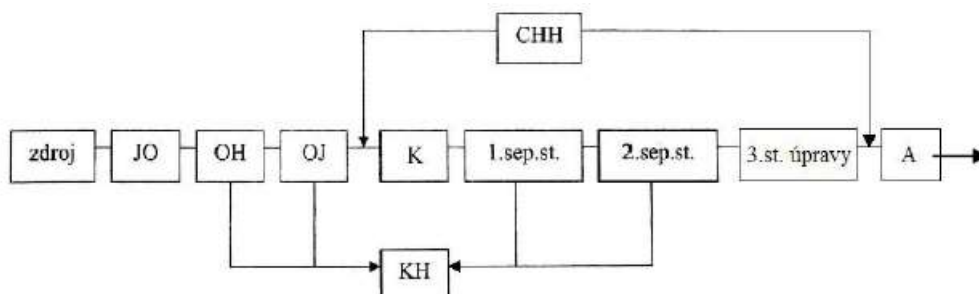 CHH
zdroj
JO
OH
OJ
K
1.sep.st.
2.sep.st.
3.st. úpravy
A
KH